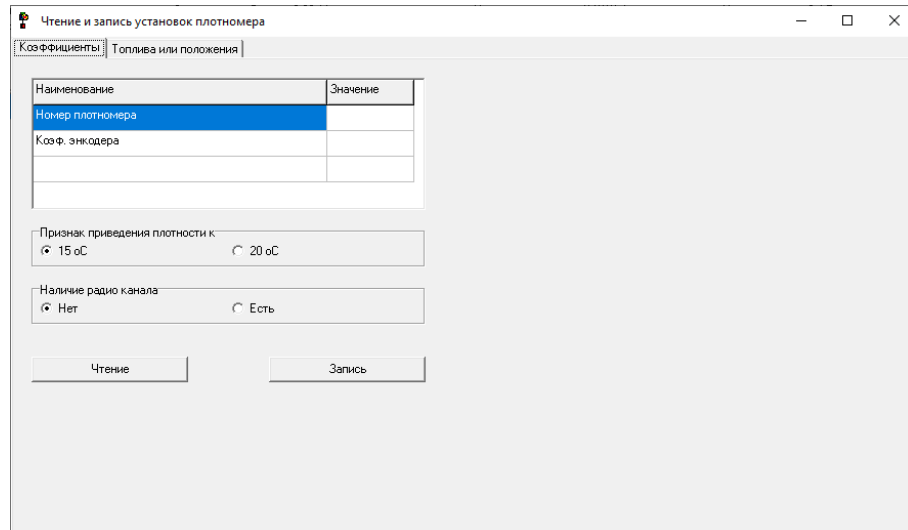 Чтение и запись установок плотномера
Коэффициенты Топлива или положения
Наименование Значение
Номер плотномера
Коэф. энкодера
Признак приведения плотности к
15 оС 20 оС
Наличие радио канала
Нет Есть
Чтение Запись